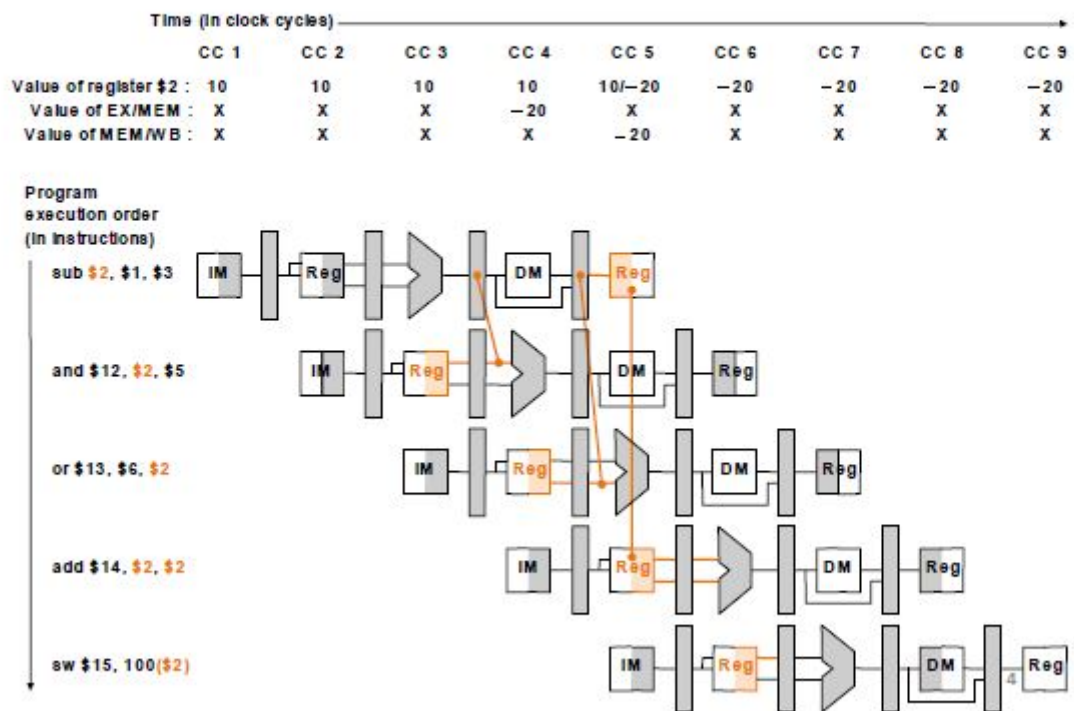 Time (in clock cycles)
CC 1 CC 2 CC 3 CC 4 CC 5 CC 6 CC 7 CC 8 CC 9
Value of register $2 : 10 10 10 10 10/–20 –20 –20 –20 –20
Value of EX/MEM : X X X –20 X X X X X
Value of MEM/WB : X X X X –20 X X X X
Program
execution order
(in instructions)
sub $2, $1, $3 IM Reg DM Reg
and $12, $2, $5 IM Reg DM Reg
or $13, $6, $2 IM Reg DM Reg
add $14, $2, $2 IM Reg DM Reg
sw $15, 100($2) IM Reg DM Reg
4